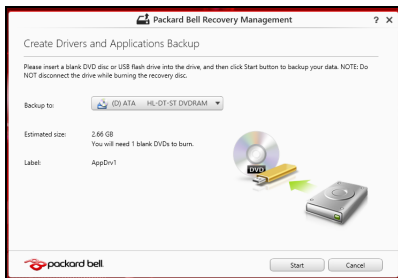 Packard Bell Recovery Management
? X
Create Drivers and Applications Backup
Please insert a blank DVD disc or USB flash drive into the drive, and then click Start button to backup your data. NOTE: Do
NOT disconnect the drive while burning the recovery disc.
Backup to: (D) ATA HL-DT-ST DVDRAM
Estimated size: 2.66 GB
You will need 1 blank DVDs to burn.
Label: AppDrv1
DVD
packard bell.
Start Cancel